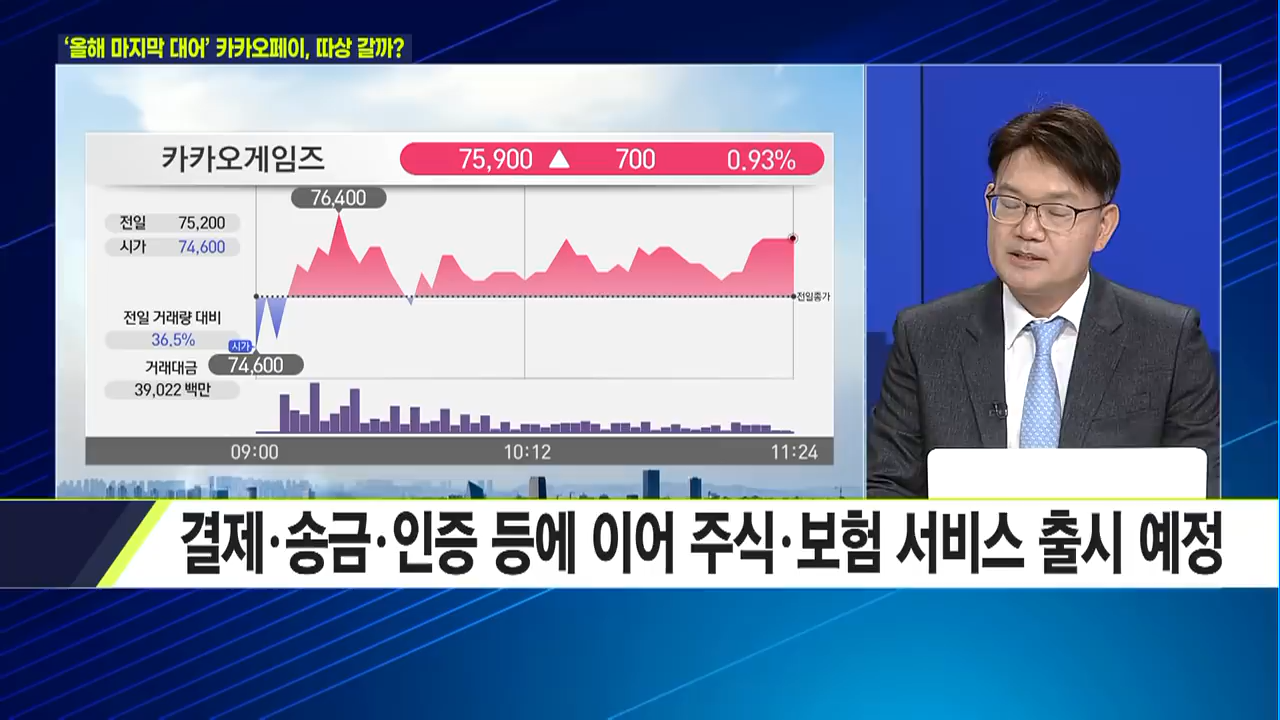 ‘올해 마지막 대어’ 카카오페이, 따상 갈까?
카카오게임즈 75,900 ▲ 700 0.93%
76,400
전일 75,200
시가 74,600
전일종가
전일 거래량 대비
36.5%
시가
거래대금
74,600
39,022 백만
09:00 10:12 11:24
결제·송금·인증 등에 이어 주식·보험 서비스 출시 예정